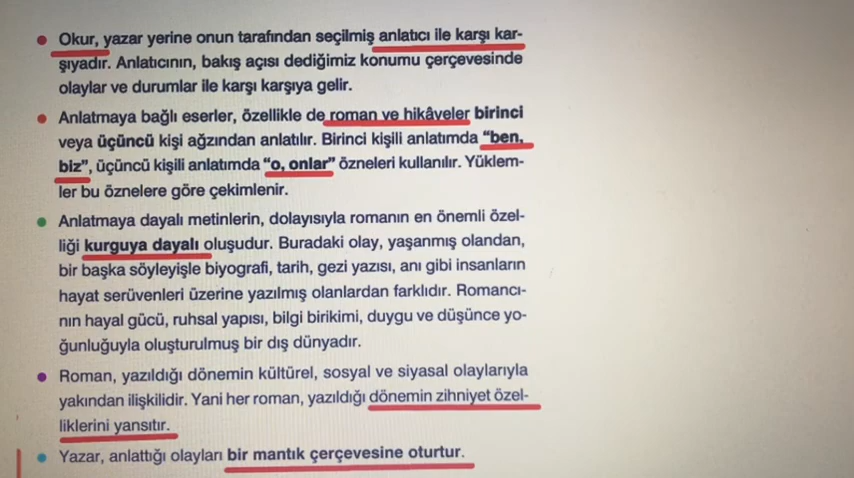 Okur, yazar yerine onun tarafından seçilmiş anlatıcı ile karşı kar-
şıyadır. Anlatıcının, bakış açısı dediğimiz konumu çerçevesinde
olaylar ve durumlar ile karşı karşıya gelir.
Anlatmaya bağlı eserler, özellikle de roman ve hikâyeler birinci
veya üçüncü kişi ağzından anlatılır. Birinci kişili anlatımda “ben,
biz”, üçüncü kişili anlatımda “o, onlar” özneleri kullanılır. Yüklem-
ler bu öznelere göre çekimlenir.
Anlatmaya dayalı metinlerin, dolayısıyla romanın en önemli özel-
liği kurguya dayalı oluşudur. Buradaki olay, yaşanmış olandan,
bir başka söyleyişle biyografi, tarih, gezi yazısı, anı gibi insanların
hayat serüvenleri üzerine yazılmış olanlardan farklıdır. Romancı-
nın hayal gücü, ruhsal yapısı, bilgi birikimi, duygu ve düşünce yo-
ğunluğuyla oluşturulmuş bir dış dünyadır.
Roman, yazıldığı dönemin kültürel, sosyal ve siyasal olaylarıyla
yakından ilişkilidir. Yani her roman, yazıldığı dönemin zihniyet özel-
liklerini yansıtır.
Yazar, anlattığı olayları bir mantık çerçevesine oturtur.